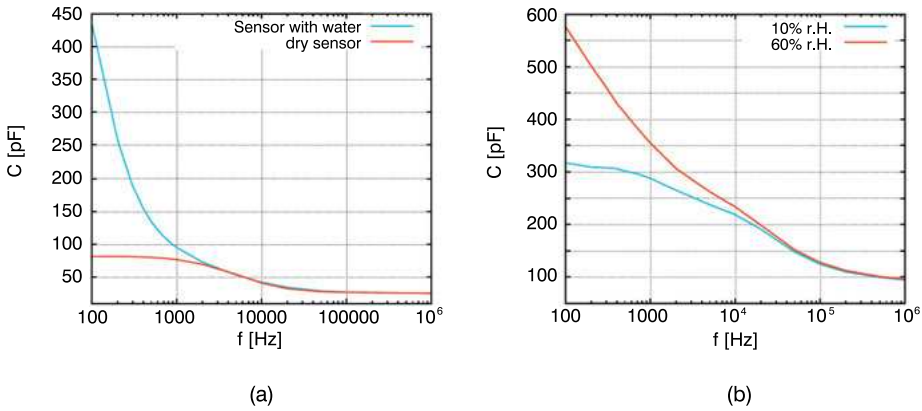 450
400
350
300
250
200
150
100
50
C [pF]
Sensor with water
dry sensor
100 1000 10000 100000 10⁶
f [Hz]
(a)
600
500
400
300
200
100
C [pF]
10% r.H.
60% r.H.
100 1000 10⁴ 10⁵ 10⁶
f [Hz]
(b)